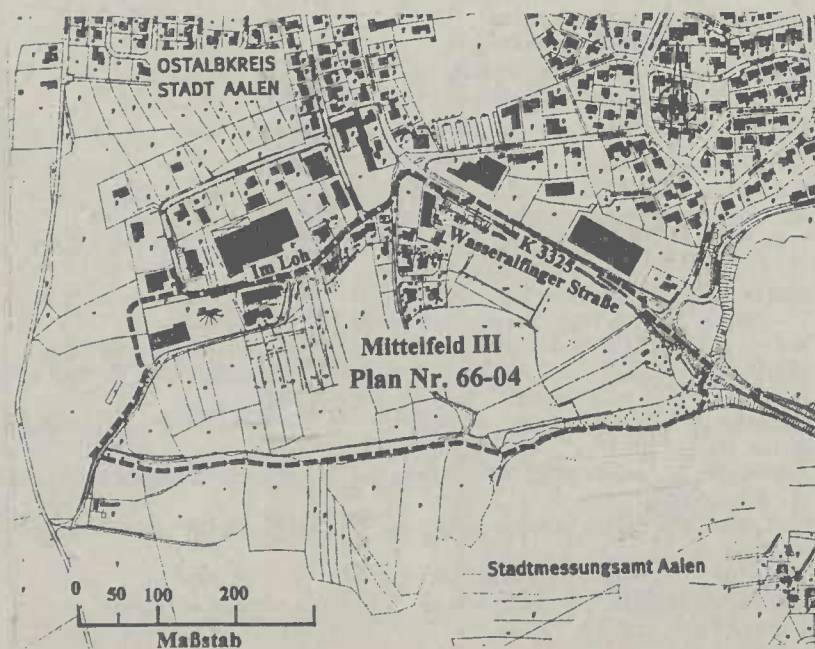 OSTALBKREIS
STADT AALEN
Im Loh
K 3325
Wasseralfinger Straße
Mittelfeld III
Plan Nr. 66-04
Stadtmessungsamt Aalen
0 50 100 200
Maßstab